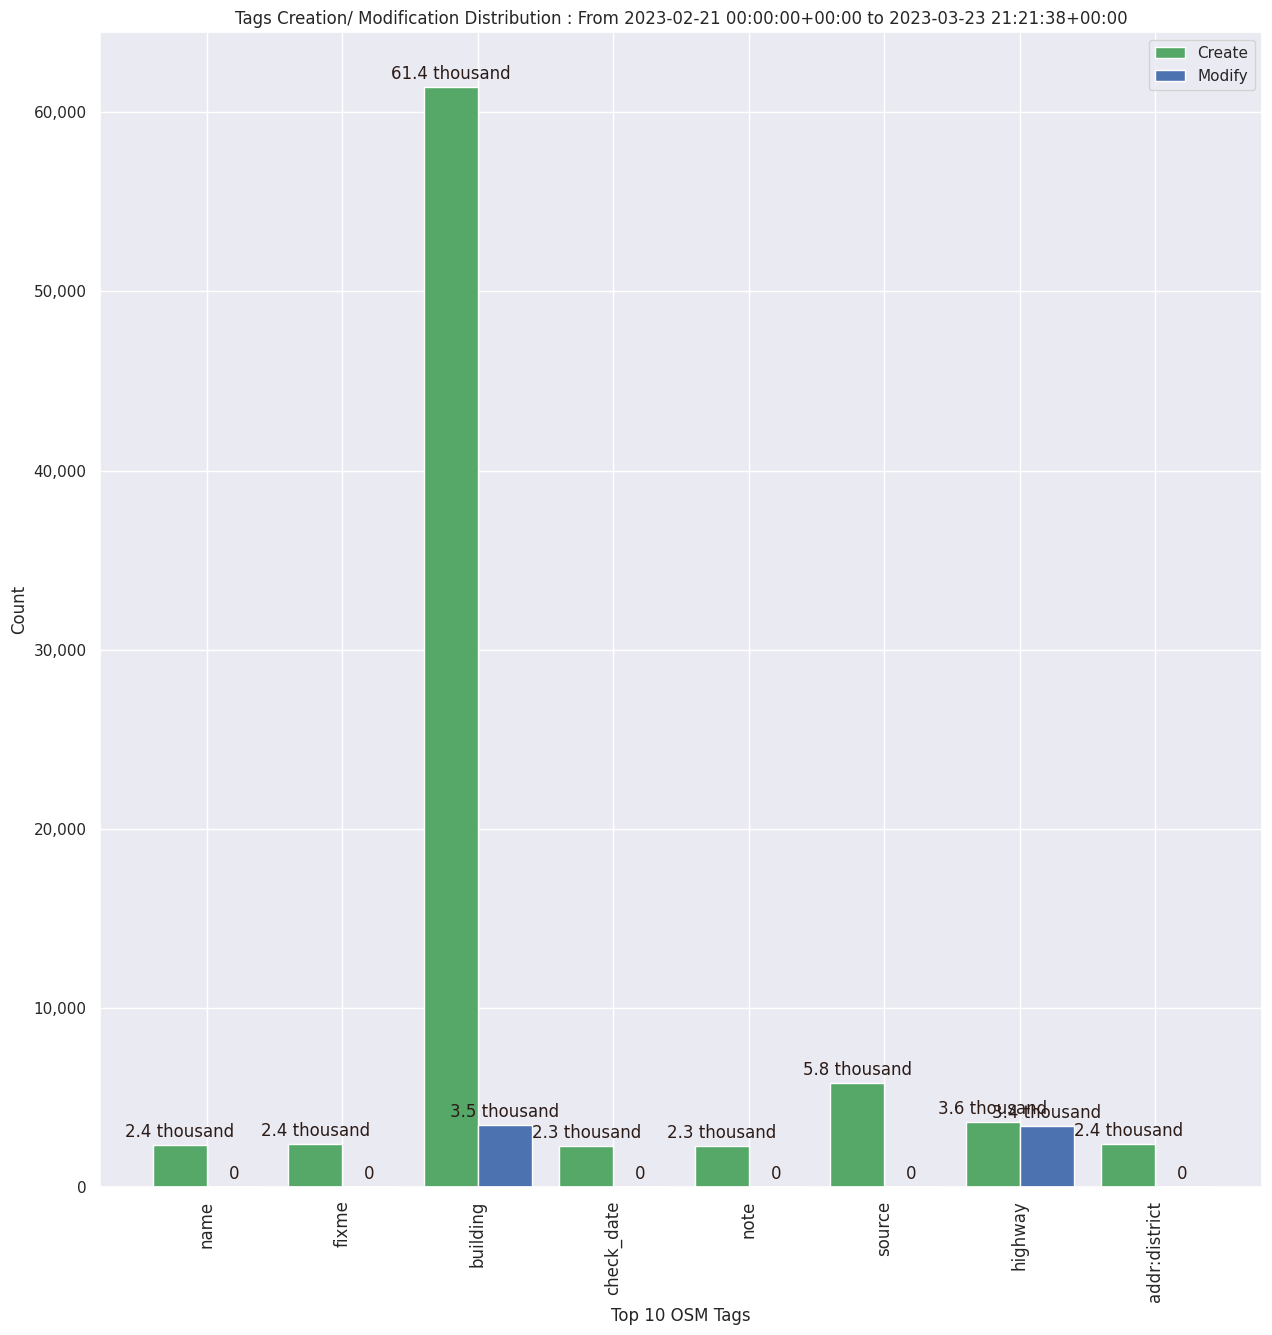 Tags Creation/ Modification Distribution : From 2023-02-21 00:00:00+00:00 to 2023-03-23 21:21:38+00:00
Create
Modify
61.4 thousand
60,000
50,000
40,000
30,000
20,000
10,000
0
Count
2.4 thousand
0
2.4 thousand
0
3.5 thousand
2.3 thousand
0
2.3 thousand
0
5.8 thousand
0
3.6 thousand
3.4 thousand
2.4 thousand
0
name
fixme
building
check_date
note
source
highway
addr:district
Top 10 OSM Tags